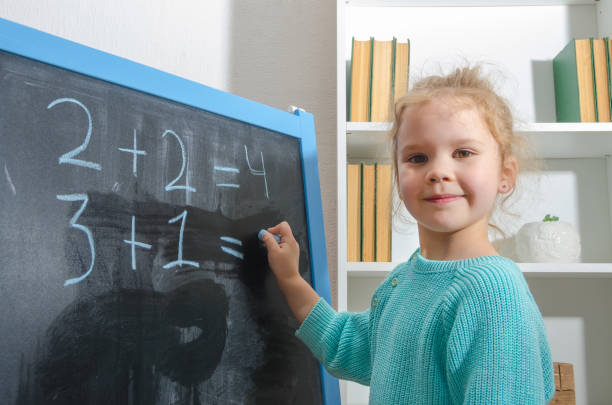 2 + 2 = 4
3 + 1 =